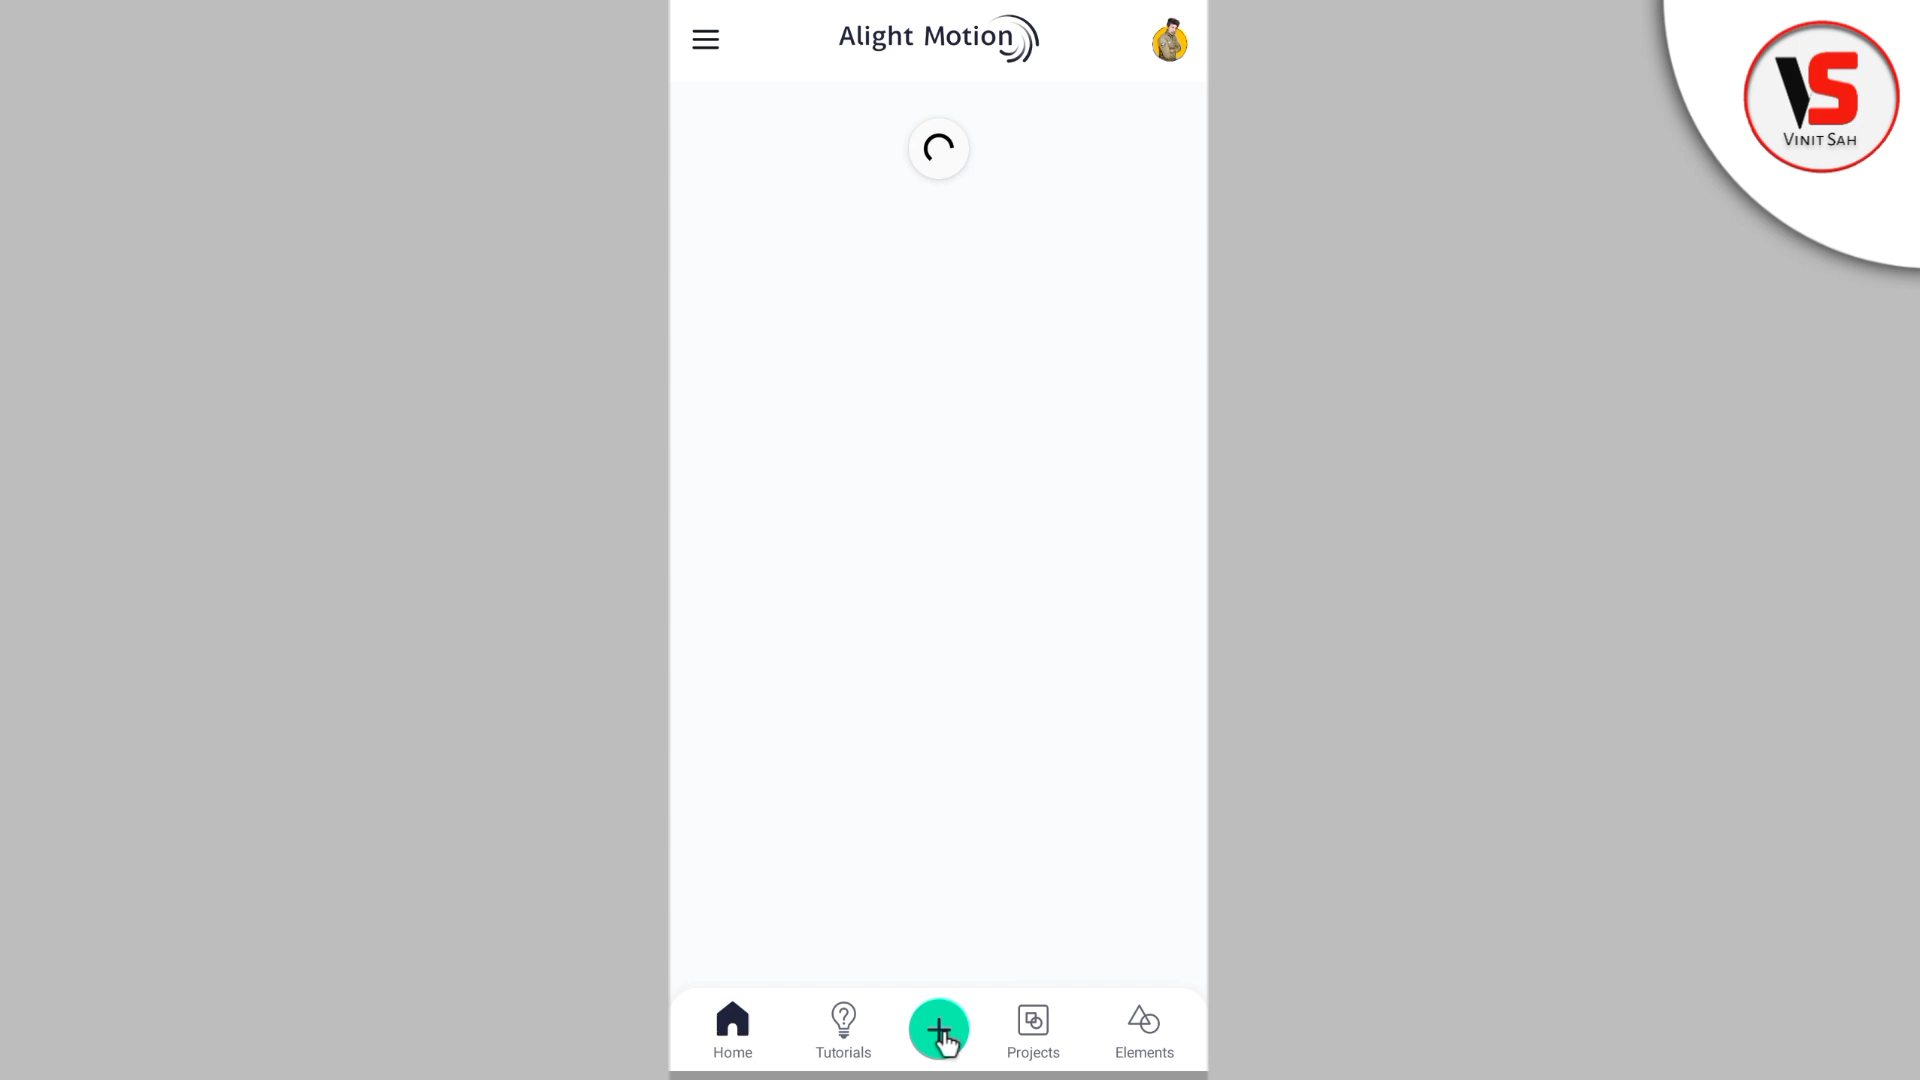 Alight Motion
VS
VINIT SAH
Home
Tutorials
Projects
Elements